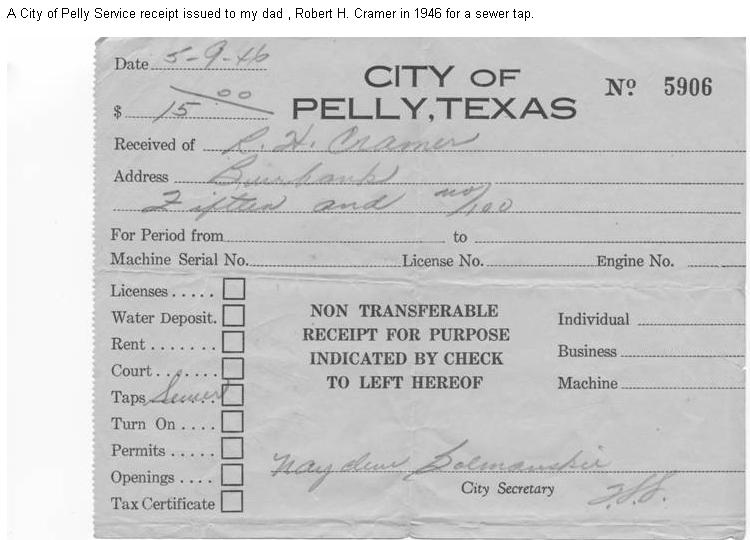 A City of Pelly Service receipt issued to my dad , Robert H. Cramer in 1946 for a sewer tap.
Date 5-9-46
CITY OF
PELLY, TEXAS
Nº 5906
$ 15 00
Received of R. H. Cramer
Address Burbank
Fifteen and no/100
For Period from to
Machine Serial No. License No. Engine No.
Licenses .....
Water Deposit.
Rent .......
Court .......
Taps Sewer
Turn On ....
Permits .....
Openings ....
Tax Certificate
NON TRANSFERABLE
RECEIPT FOR PURPOSE
INDICATED BY CHECK
TO LEFT HEREOF
Individual
Business
Machine
City Secretary